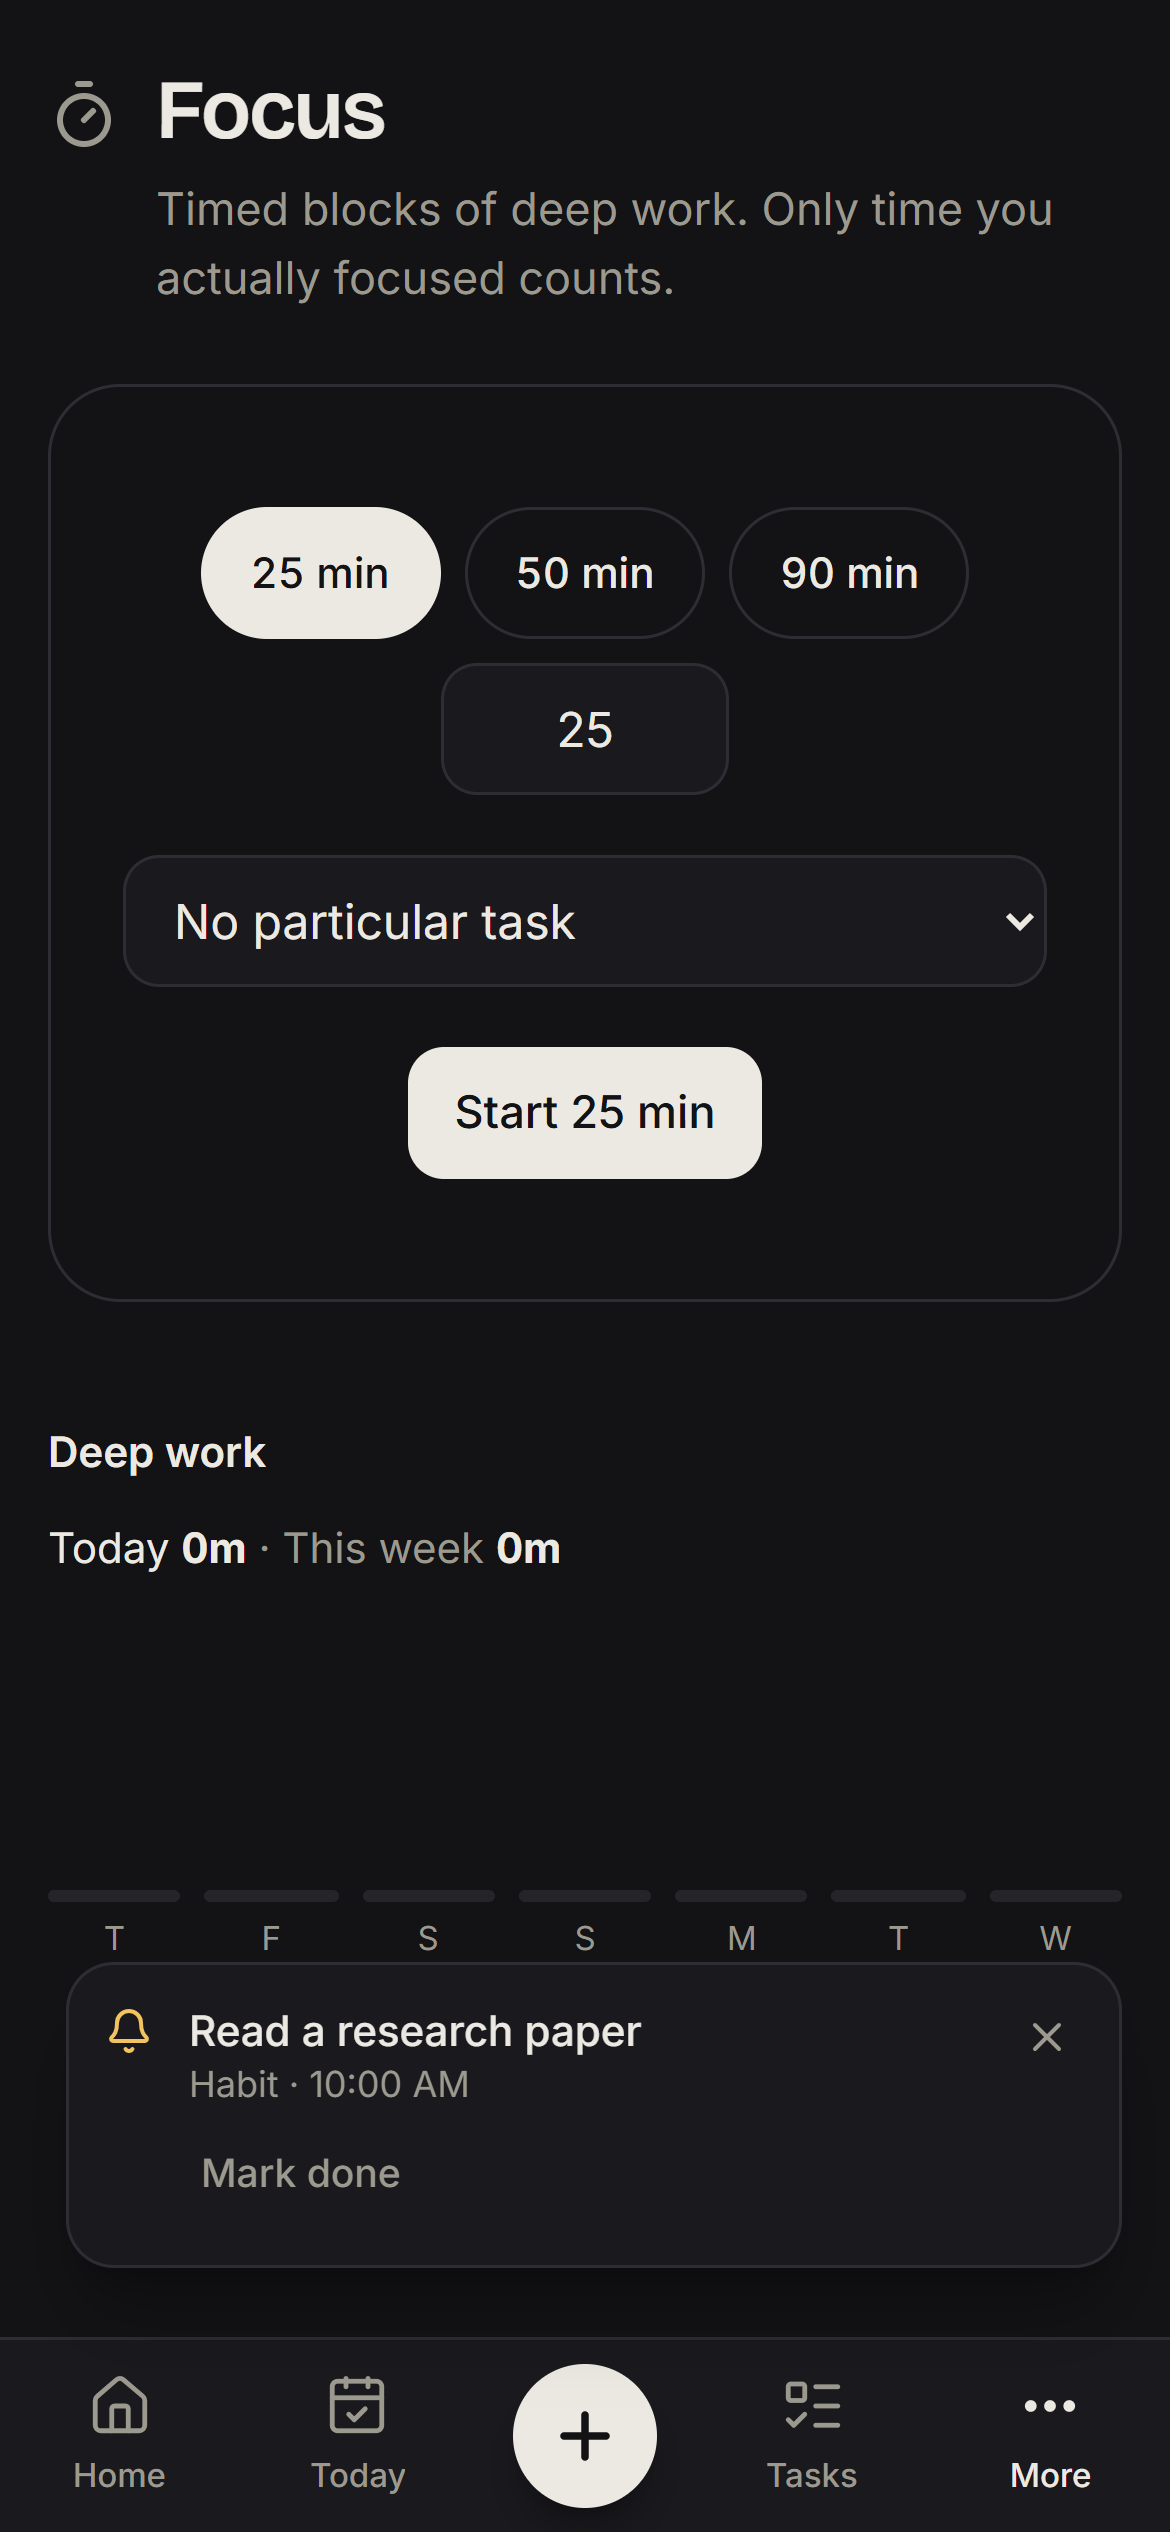 Focus
Timed blocks of deep work. Only time you
actually focused counts.
25 min
50 min
90 min
25
No particular task
Start 25 min
Deep work
Today 0m · This week 0m
T
F
S
S
M
T
W
Read a research paper
Habit · 10:00 AM
Mark done
Home
Today
Tasks
More